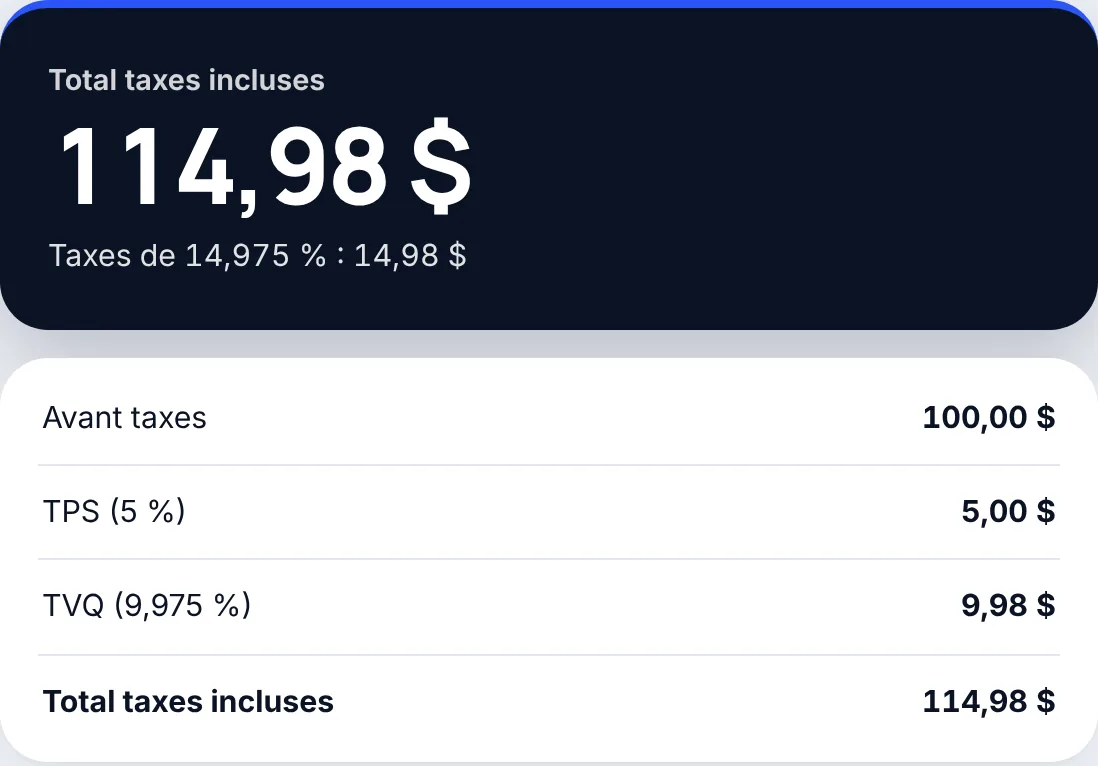 Total taxes incluses
114,98 $
Taxes de 14,975 % : 14,98 $
Avant taxes 100,00 $
TPS (5 %) 5,00 $
TVQ (9,975 %) 9,98 $
Total taxes incluses 114,98 $